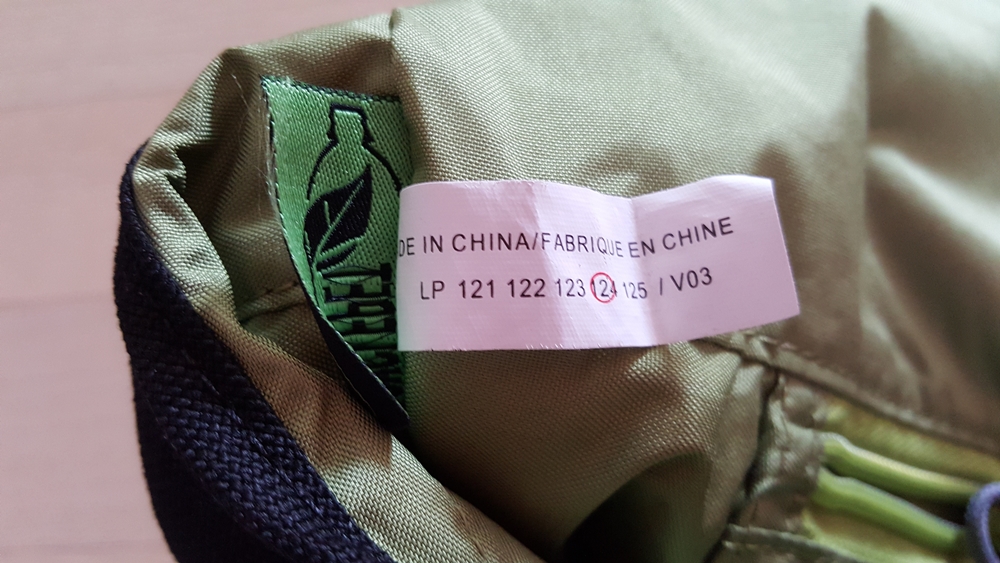 DE IN CHINA/FABRIQUE EN CHINE
LP 121 122 123 124 125 / V03